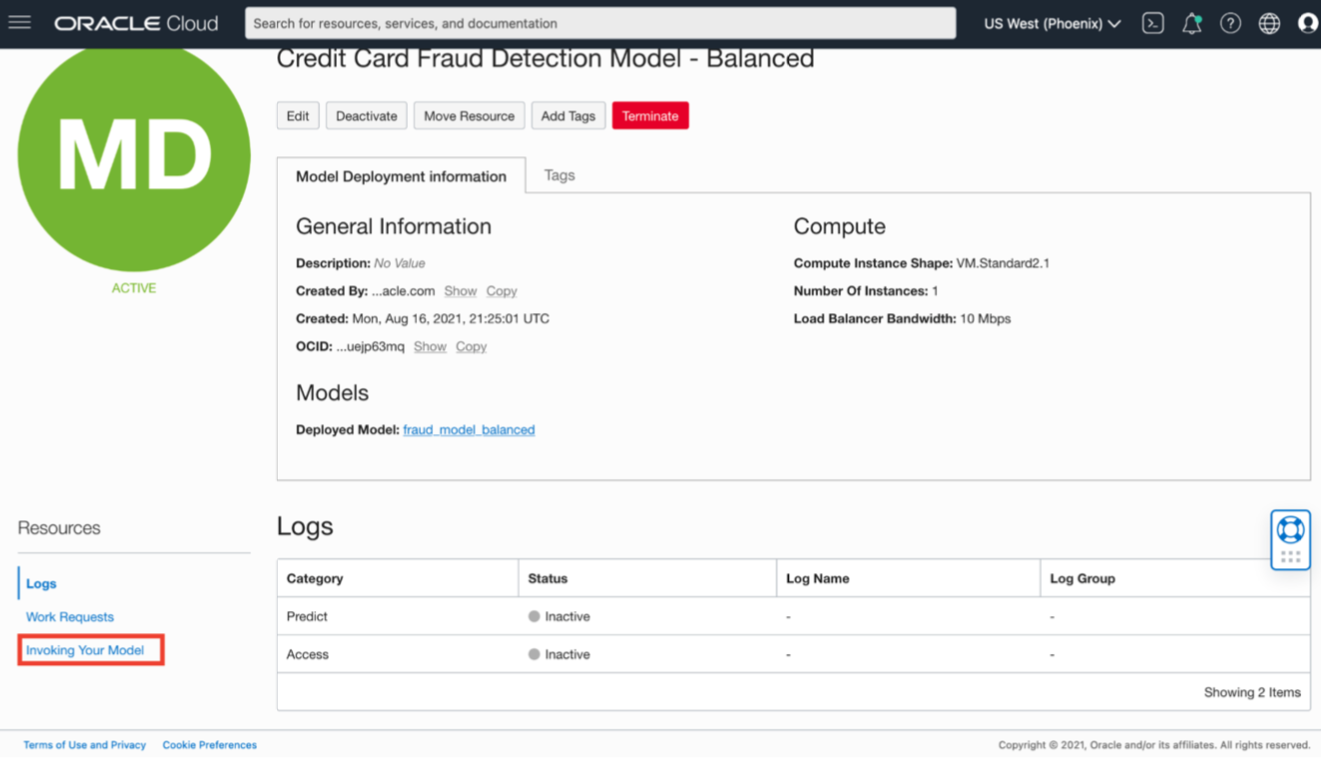 ORACLE Cloud
Search for resources, services, and documentation
US West (Phoenix)
Credit Card Fraud Detection Model - Balanced
MD
ACTIVE
Edit
Deactivate
Move Resource
Add Tags
Terminate
Model Deployment information
Tags
General Information
Description: No Value
Created By: ...acle.com Show Copy
Created: Mon, Aug 16, 2021, 21:25:01 UTC
OCID: ...uejp63mq Show Copy
Compute
Compute Instance Shape: VM.Standard2.1
Number Of Instances: 1
Load Balancer Bandwidth: 10 Mbps
Models
Deployed Model: fraud_model_balanced
Resources
Logs
Work Requests
Invoking Your Model
Logs
Category Status Log Name Log Group
Predict Inactive - -
Access Inactive - -
Showing 2 Items
Terms of Use and Privacy Cookie Preferences
Copyright © 2021, Oracle and/or its affiliates. All rights reserved.